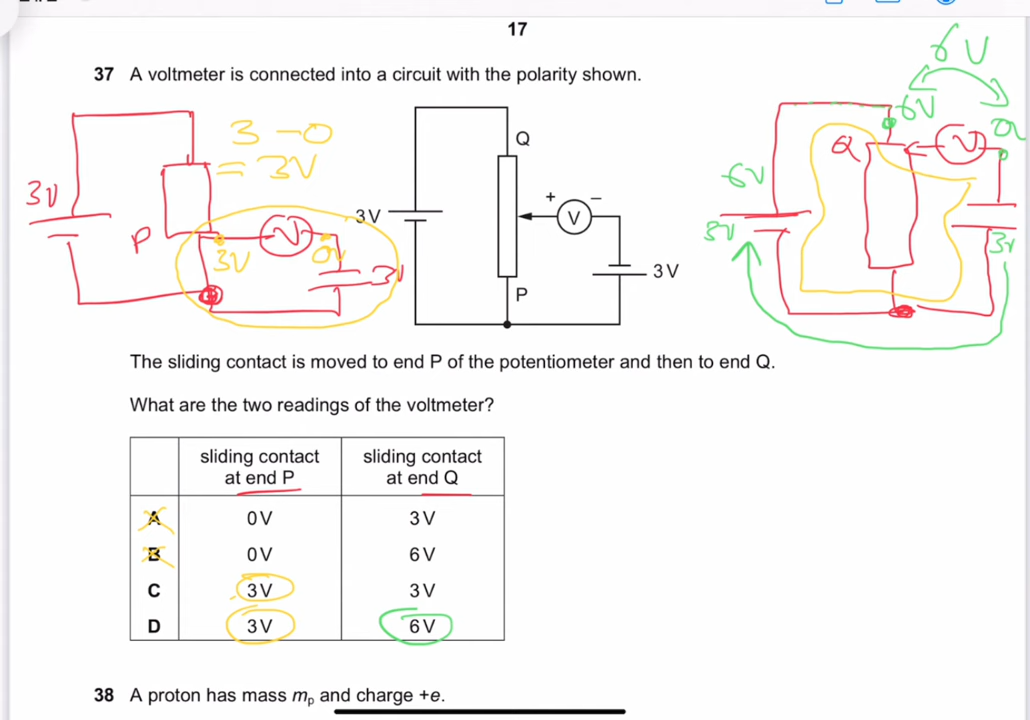 17
37 A voltmeter is connected into a circuit with the polarity shown.
6V
6V
0V
3 – 0
= 3V
3V
P
3V
0V
3V
V
3V
Q
+
–
V
3V
P
Q
V
6V
3V
3V
The sliding contact is moved to end P of the potentiometer and then to end Q.
What are the two readings of the voltmeter?
sliding contact at end P
sliding contact at end Q
A 0V 3V
B 0V 6V
C 3V 3V
D 3V 6V
38 A proton has mass mp and charge +e.